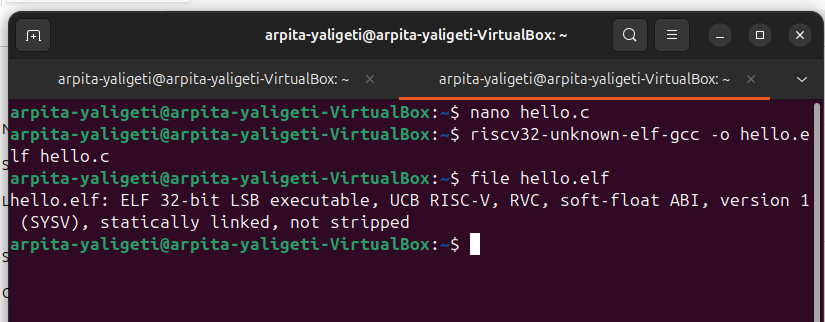 arpita-yaligeti@arpita-yaligeti-VirtualBox: ~
arpita-yaligeti@arpita-yaligeti-VirtualBox: ~ ×
arpita-yaligeti@arpita-yaligeti-VirtualBox: ~ ×
arpita-yaligeti@arpita-yaligeti-VirtualBox:~$ nano hello.c
arpita-yaligeti@arpita-yaligeti-VirtualBox:~$ riscv32-unknown-elf-gcc -o hello.e
lf hello.c
arpita-yaligeti@arpita-yaligeti-VirtualBox:~$ file hello.elf
hello.elf: ELF 32-bit LSB executable, UCB RISC-V, RVC, soft-float ABI, version 1
 (SYSV), statically linked, not stripped
arpita-yaligeti@arpita-yaligeti-VirtualBox:~$